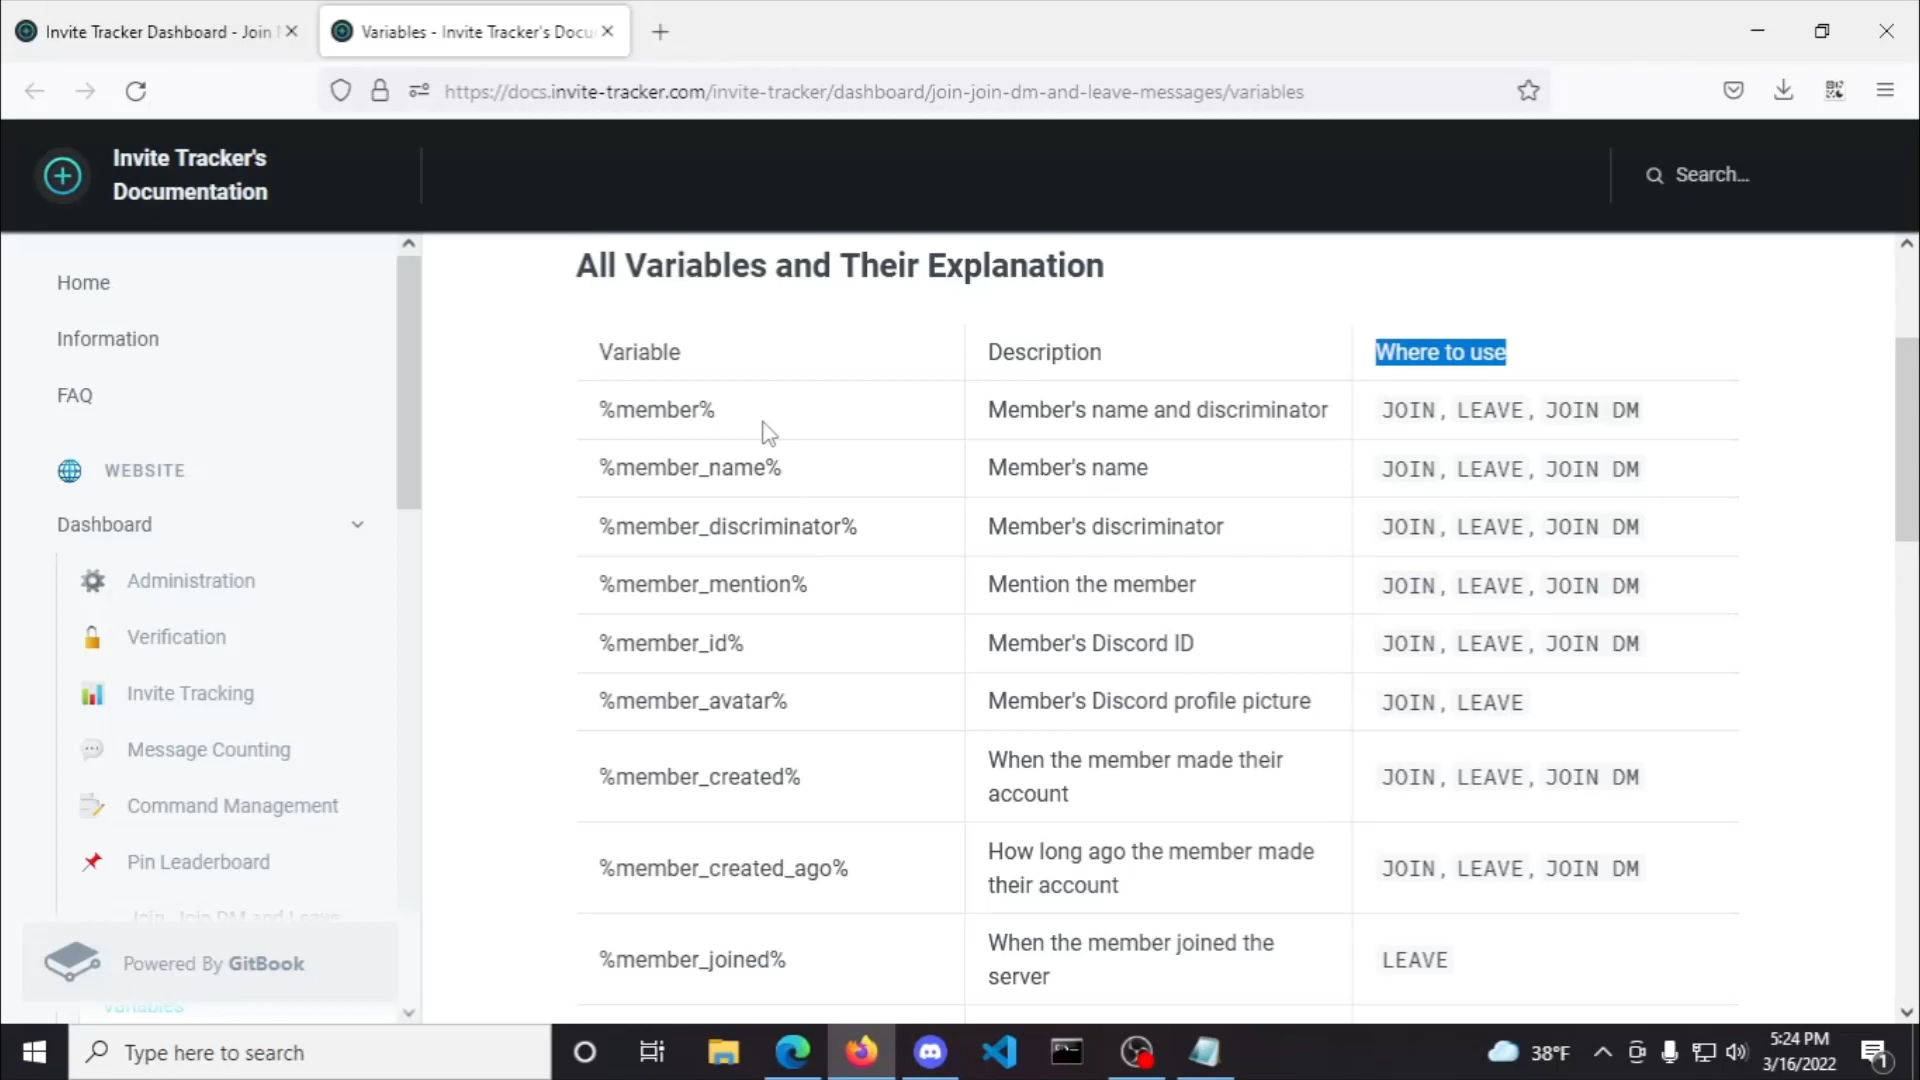 Invite Tracker Dashboard - Join
Variables - Invite Tracker's Docu
https://docs.invite-tracker.com/invite-tracker/dashboard/join-join-dm-and-leave-messages/variables
Invite Tracker's
Documentation
Search...
Home
Information
FAQ
WEBSITE
Dashboard
Administration
Verification
Invite Tracking
Message Counting
Command Management
Pin Leaderboard
Join, Join DM and Leave
Powered By GitBook
Variables
All Variables and Their Explanation
Variable Description Where to use
%member% Member's name and discriminator JOIN, LEAVE, JOIN DM
%member_name% Member's name JOIN, LEAVE, JOIN DM
%member_discriminator% Member's discriminator JOIN, LEAVE, JOIN DM
%member_mention% Mention the member JOIN, LEAVE, JOIN DM
%member_id% Member's Discord ID JOIN, LEAVE, JOIN DM
%member_avatar% Member's Discord profile picture JOIN, LEAVE
%member_created% When the member made their account JOIN, LEAVE, JOIN DM
%member_created_ago% How long ago the member made their account JOIN, LEAVE, JOIN DM
%member_joined% When the member joined the server LEAVE
Type here to search
38°F
5:24 PM
3/16/2022
1